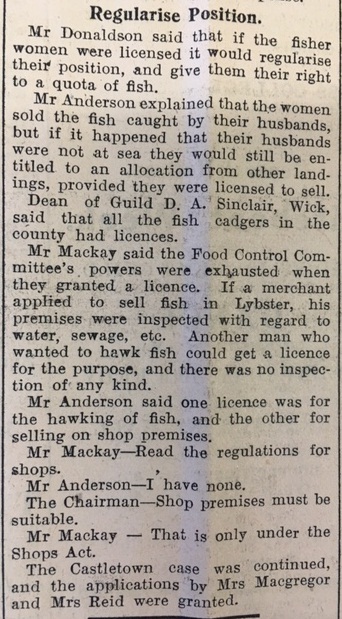 Regularise Position.
Mr Donaldson said that if the fisher
women were licensed it would regularise
their position, and give them their right
to a quota of fish.
Mr Anderson explained that the women
sold the fish caught by their husbands,
but if it happened that their husbands
were not at sea they would still be en-
titled to an allocation from other land-
ings, provided they were licensed to sell.
Dean of Guild D. A. Sinclair, Wick,
said that all the fish cadgers in the
county had licences.
Mr Mackay said the Food Control Com-
mittee's powers were exhausted when
they granted a licence. If a merchant
applied to sell fish in Lybster, his
premises were inspected with regard to
water, sewage, etc. Another man who
wanted to hawk fish could get a licence
for the purpose, and there was no inspec-
tion of any kind.
Mr Anderson said one licence was for
the hawking of fish, and the other for
selling on shop premises.
Mr Mackay—Read the regulations for
shops.
Mr Anderson—I have none.
The Chairman—Shop premises must be
suitable.
Mr Mackay — That is only under the
Shops Act.
The Castletown case was continued,
and the applications by Mrs Macgregor
and Mrs Reid were granted.